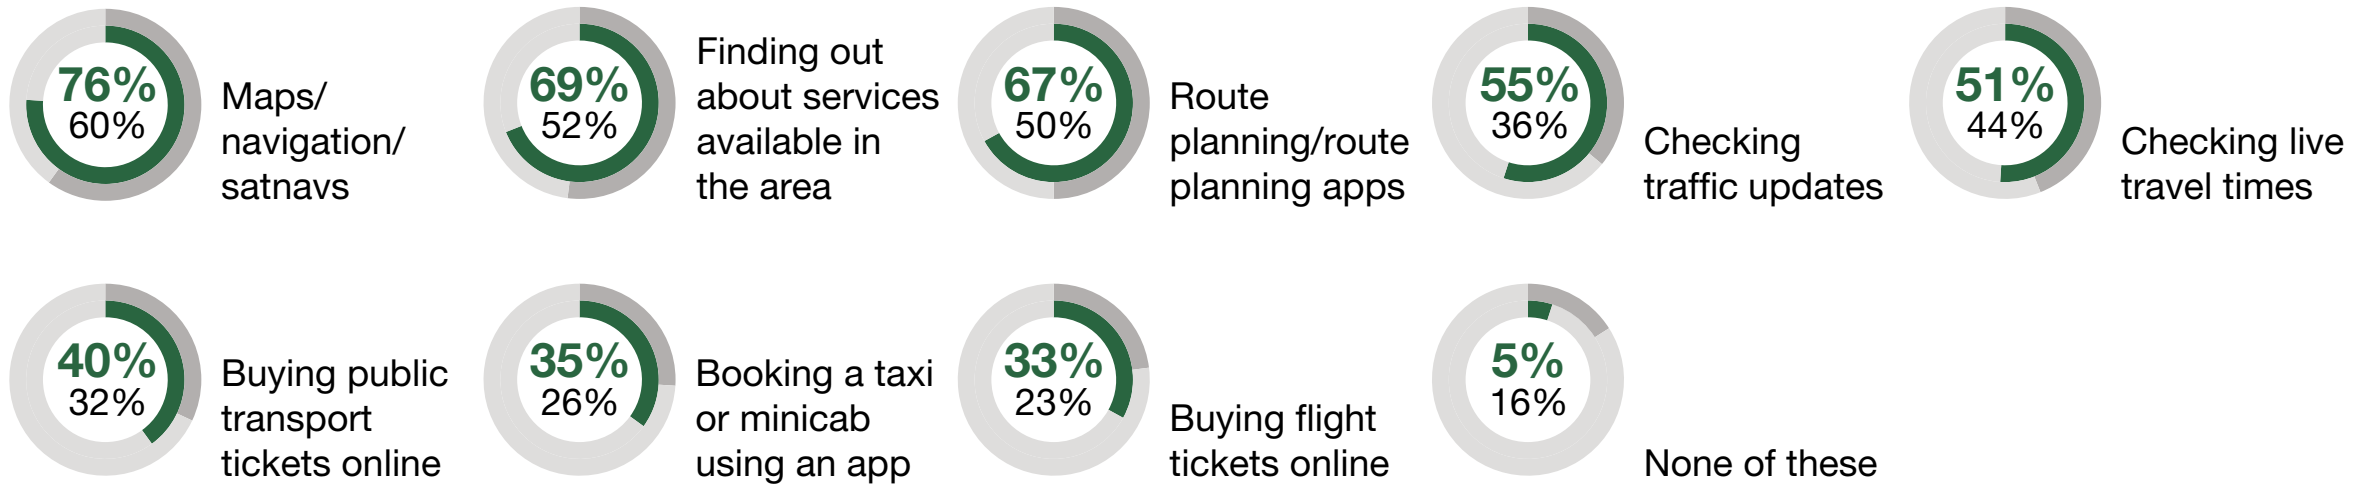 76%
60%
Maps/
navigation/
satnavs
69%
52%
Finding out
about services
available in
the area
67%
50%
Route
planning/route
planning apps
55%
36%
Checking
traffic updates
51%
44%
Checking live
travel times
40%
32%
Buying public
transport
tickets online
35%
26%
Booking a taxi
or minicab
using an app
33%
23%
Buying flight
tickets online
5%
16%
None of these